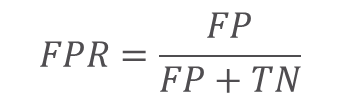 FPR = FP / FP + TN